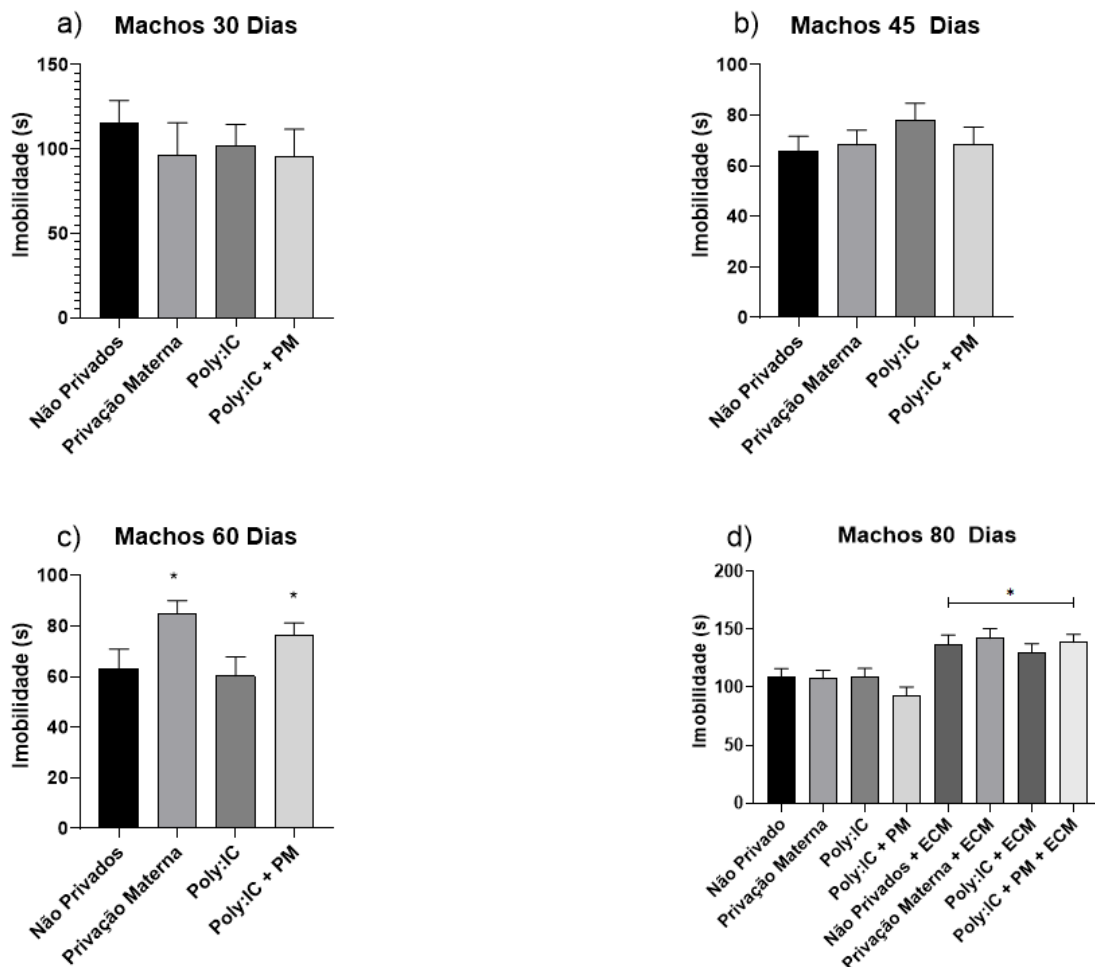 a) Machos 30 Dias
Imobilidade (s)
150
100
50
0
Não Privados
Privação Materna
Poly:IC
Poly:IC + PM
b) Machos 45 Dias
Imobilidade (s)
100
80
60
40
20
0
Não Privados
Privação Materna
Poly:IC
Poly:IC + PM
c) Machos 60 Dias
Imobilidade (s)
100
80
60
40
20
0
*
*
Não Privados
Privação Materna
Poly:IC
Poly:IC + PM
d) Machos 80 Dias
Imobilidade (s)
200
150
100
50
0
*
Não Privado
Privação Materna
Poly:IC
Poly:IC + PM
Não Privados + ECM
Privação Materna + ECM
Poly:IC + ECM
Poly:IC + PM + ECM